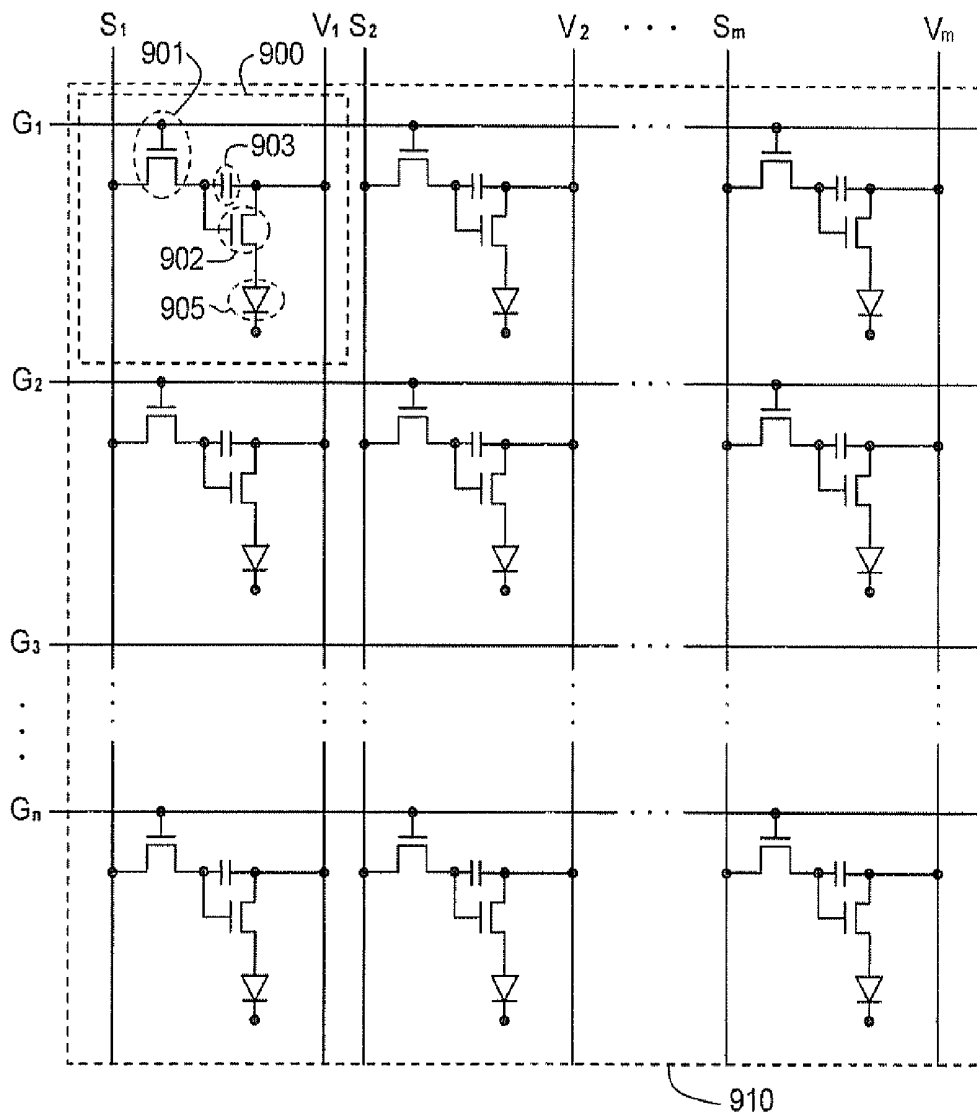 S₁ V₁ S₂ V₂ · · · Sₘ Vₘ
901 900
G₁
903
902
905
G₂ · · ·
G₃ · · ·
Gₙ · · ·
910